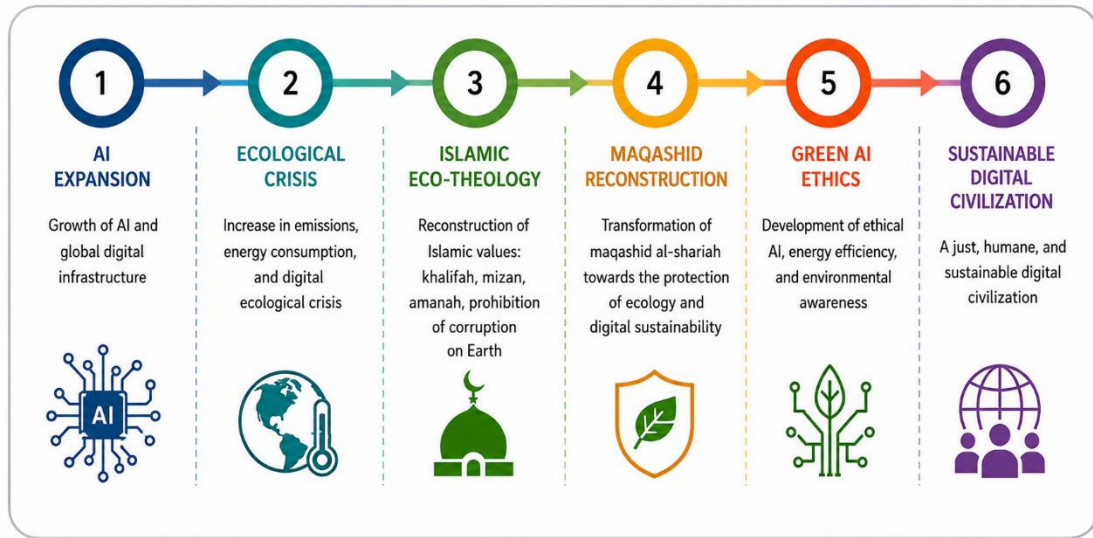 1
2
3
4
5
6
AI
EXPANSION
Growth of AI and
global digital
infrastructure
AI
ECOLOGICAL
CRISIS
Increase in emissions,
energy consumption,
and digital
ecological crisis
ISLAMIC
ECO-THEOLOGY
Reconstruction of
Islamic values:
khalifah, mizan,
amanah, prohibition
of corruption
on Earth
MAQASHID
RECONSTRUCTION
Transformation of
maqashid al-shariah
towards the protection
of ecology and
digital sustainability
GREEN AI
ETHICS
Development of ethical
AI, energy efficiency,
and environmental
awareness
SUSTAINABLE
DIGITAL
CIVILIZATION
A just, humane, and
sustainable digital
civilization